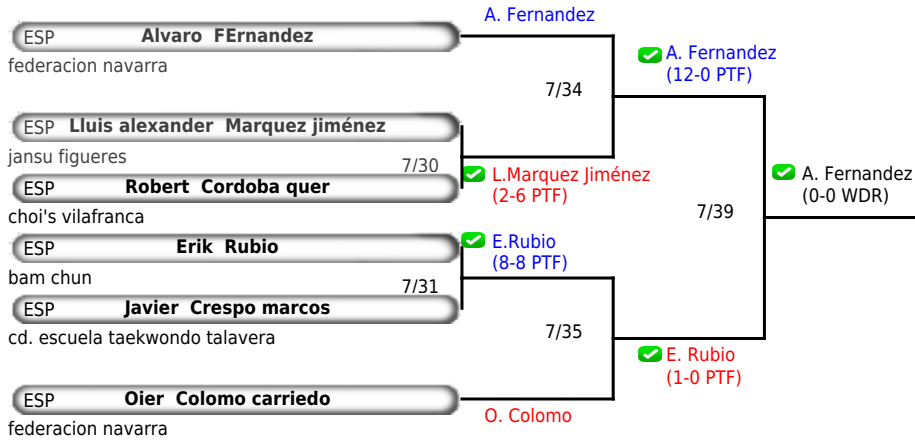 A. Fernandez
ESP Alvaro FErnandez
federacion navarra
A. Fernandez
(12-0 PTF)
7/34
ESP Lluis alexander Marquez jiménez
jansu figueres
7/30
L.Marquez Jiménez
(2-6 PTF)
ESP Robert Cordoba quer
choi's vilafranca
A. Fernandez
(0-0 WDR)
7/39
ESP Erik Rubio
bam chun
E.Rubio
(8-8 PTF)
7/31
ESP Javier Crespo marcos
cd. escuela taekwondo talavera
7/35
E. Rubio
(1-0 PTF)
ESP Oier Colomo carriedo
federacion navarra
O. Colomo